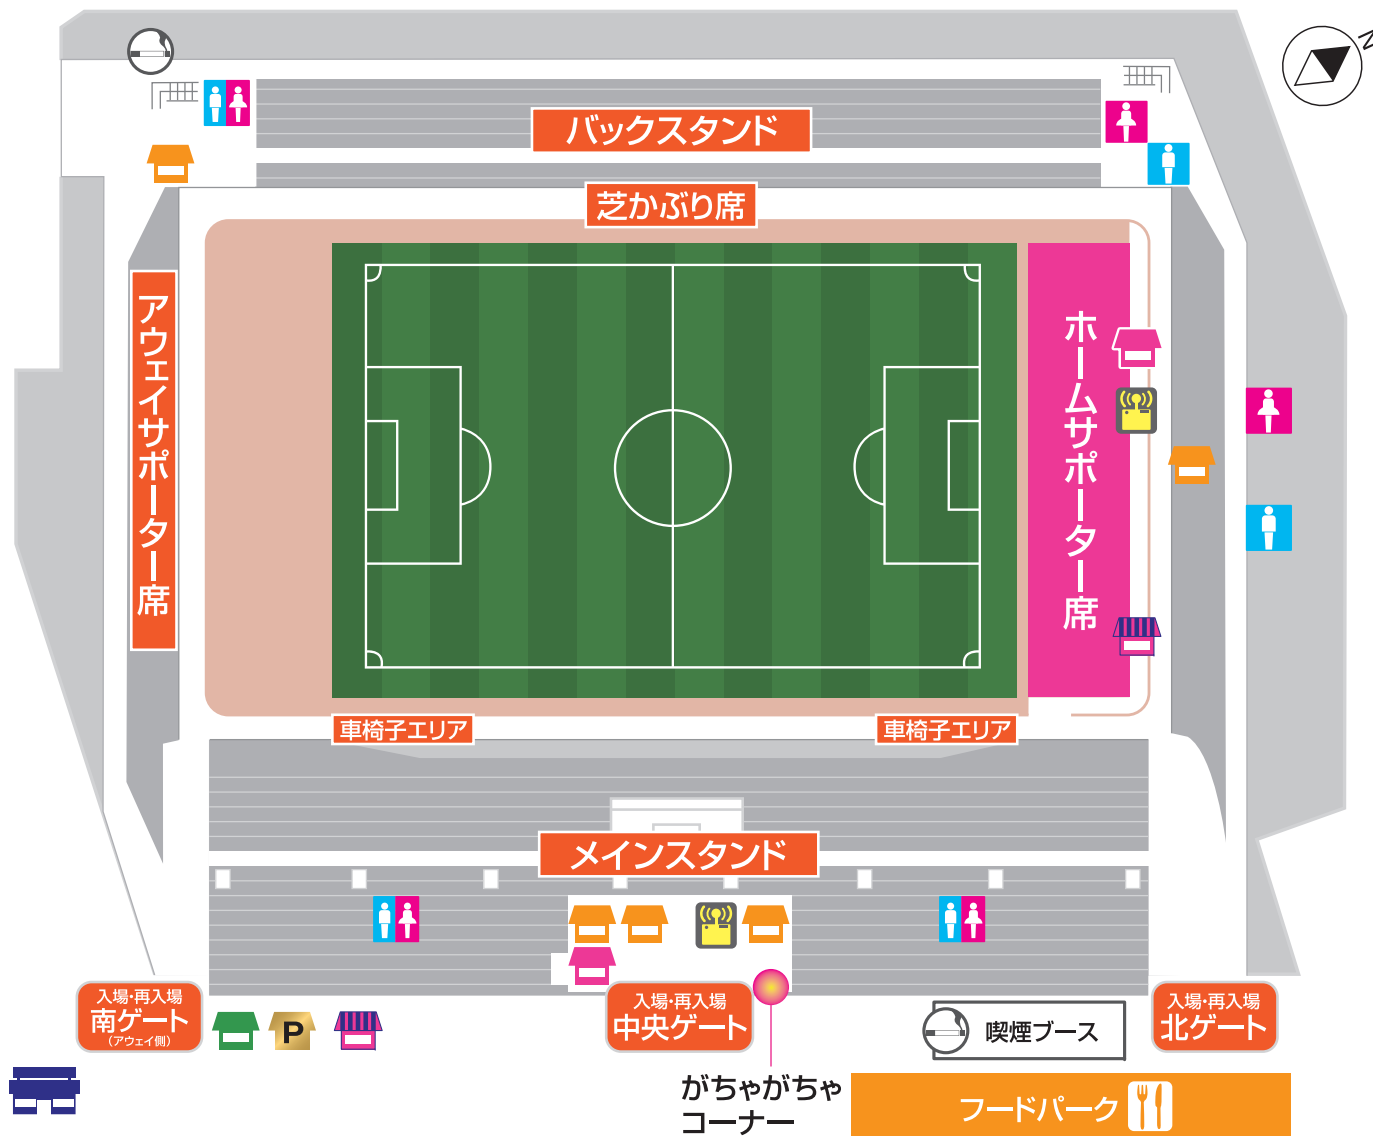 N
バックスタンド
芝かぶり席
アウェイサポーター席
ホームサポーター席
車椅子エリア
車椅子エリア
メインスタンド
入場・再入場
南ゲート
(アウェイ側)
P
入場・再入場
中央ゲート
喫煙ブース
入場・再入場
北ゲート
がちゃがちゃ
コーナー
フードパーク